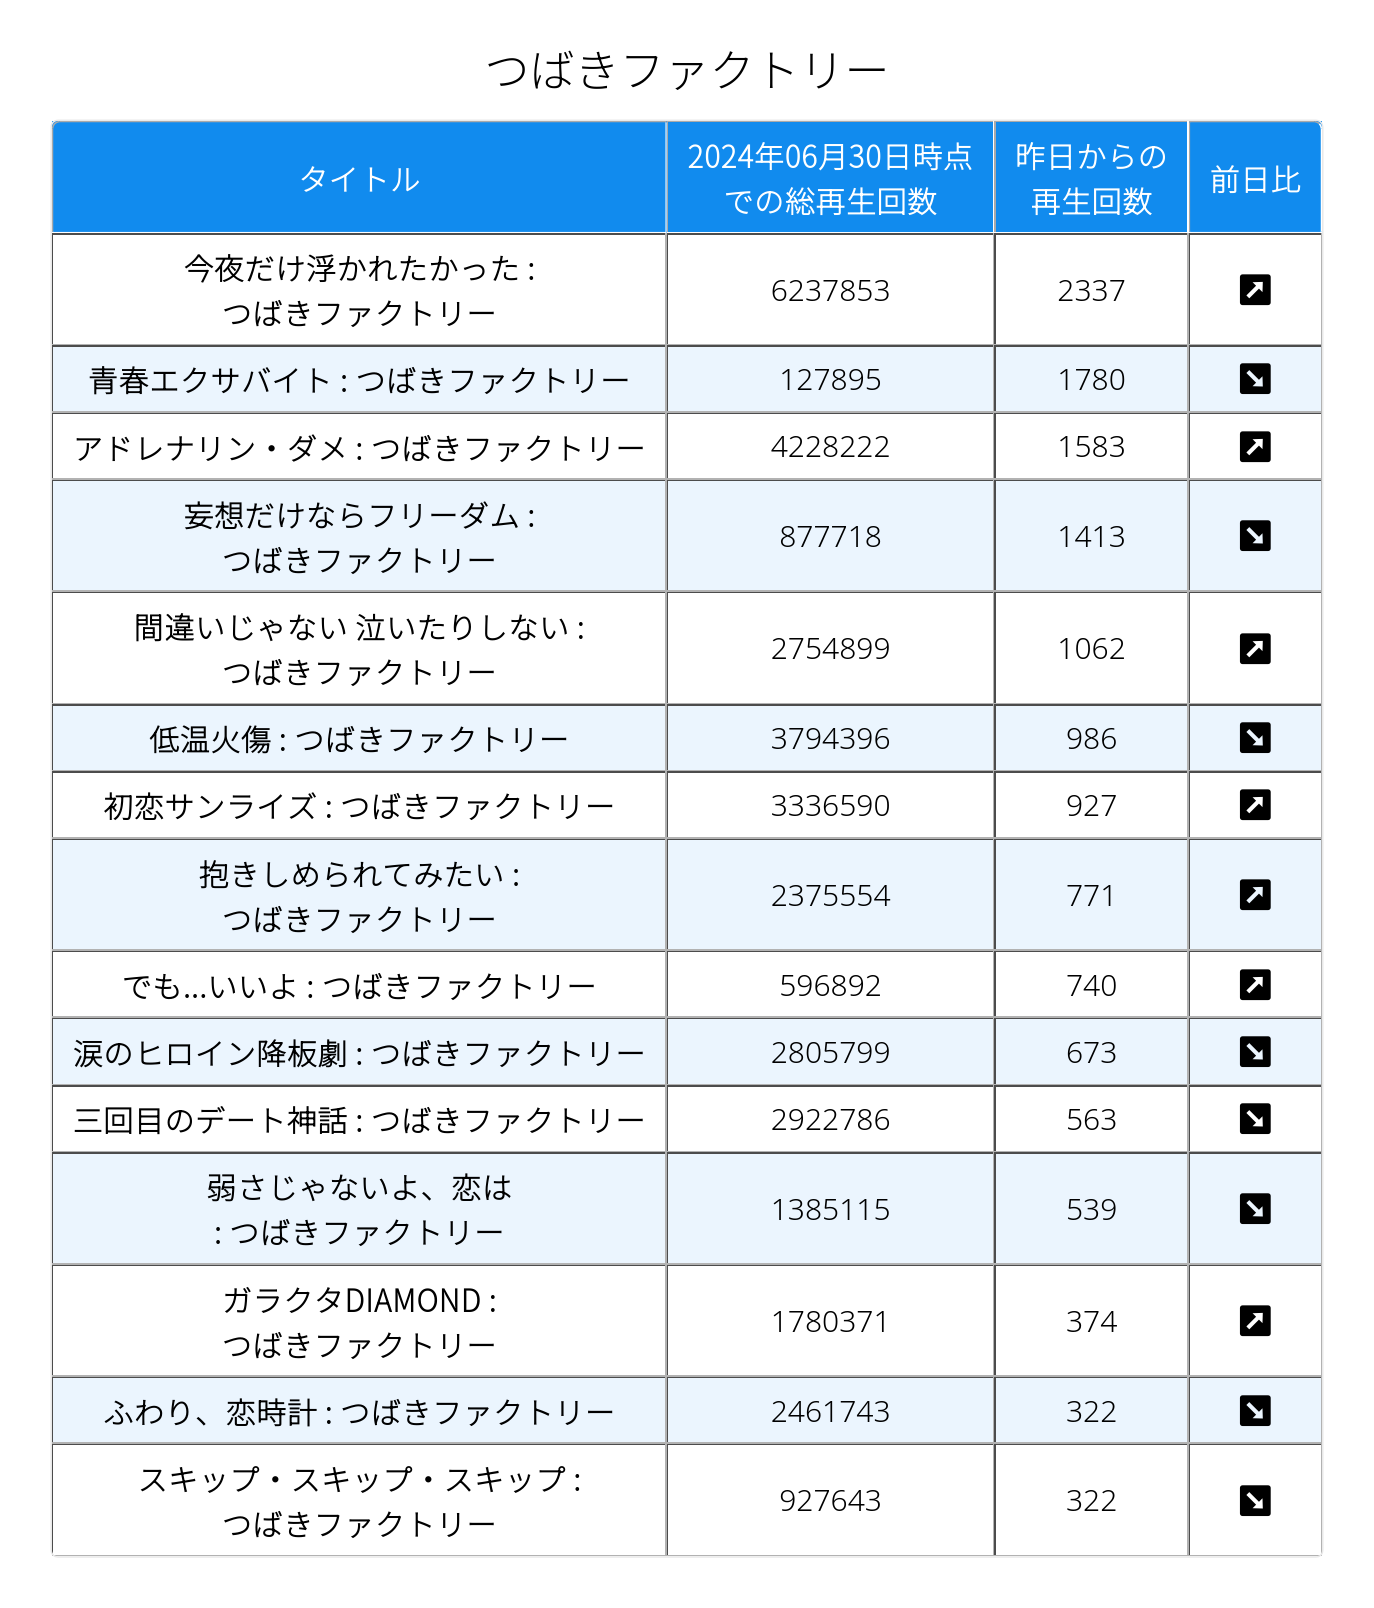 つばきファクトリー
タイトル
2024年06月30日時点
での総再生回数
昨日からの
再生回数
前日比
今夜だけ浮かれたかった :
つばきファクトリー
6237853
2337
青春エクサバイト : つばきファクトリー
127895
1780
アドレナリン・ダメ : つばきファクトリー
4228222
1583
妄想だけならフリーダム :
つばきファクトリー
877718
1413
間違いじゃない 泣いたりしない :
つばきファクトリー
2754899
1062
低温火傷 : つばきファクトリー
3794396
986
初恋サンライズ : つばきファクトリー
3336590
927
抱きしめられてみたい :
つばきファクトリー
2375554
771
でも...いいよ : つばきファクトリー
596892
740
涙のヒロイン降板劇 : つばきファクトリー
2805799
673
三回目のデート神話 : つばきファクトリー
2922786
563
弱さじゃないよ、恋は
: つばきファクトリー
1385115
539
ガラクタDIAMOND :
つばきファクトリー
1780371
374
ふわり、恋時計 : つばきファクトリー
2461743
322
スキップ・スキップ・スキップ :
つばきファクトリー
927643
322